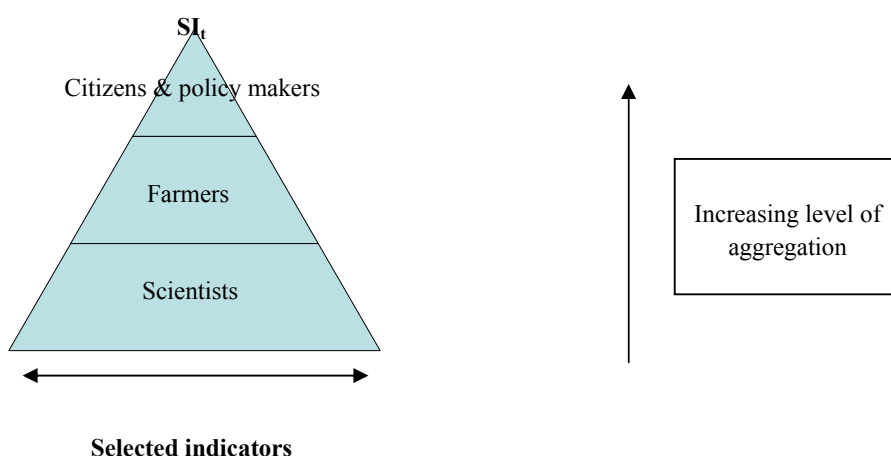 SIt
Citizens & policy makers
Farmers
Scientists
Selected indicators
Increasing level of
aggregation